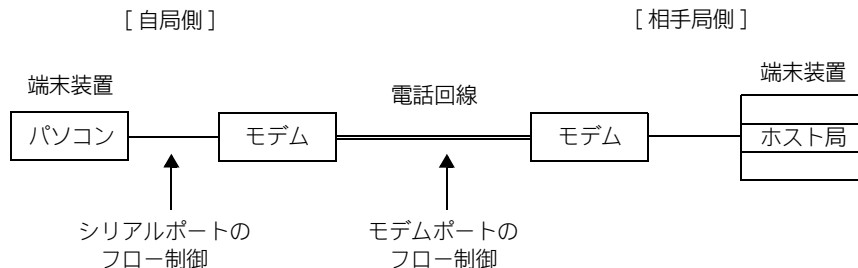 [ 自局側 ]
[ 相手局側 ]
端末装置
端末装置
電話回線
パソコン
モデム
モデム
ホスト局
シリアルポートの
フロー制御
モデムポートの
フロー制御